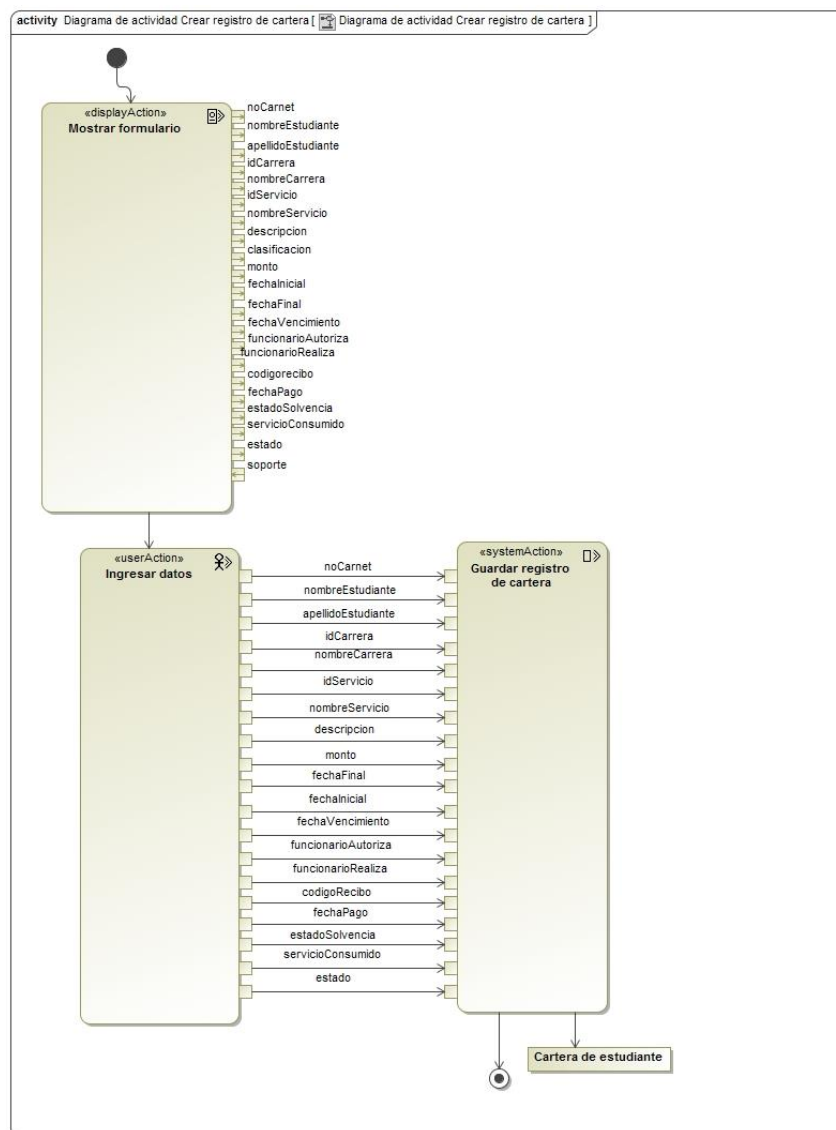 activity Diagrama de actividad Crear registro de cartera [ Diagrama de actividad Crear registro de cartera ]
«displayAction»
Mostrar formulario
noCarnet
nombreEstudiante
apellidoEstudiante
idCarrera
nombreCarrera
idServicio
nombreServicio
descripcion
clasificacion
monto
fechaInicial
fechaFinal
fechaVencimiento
funcionarioAutoriza
funcionarioRealiza
codigorecibo
fechaPago
estadoSolvencia
servicioConsumido
estado
soporte
«userAction»
Ingresar datos
noCarnet
nombreEstudiante
apellidoEstudiante
idCarrera
nombreCarrera
idServicio
nombreServicio
descripcion
monto
fechaFinal
fechaInicial
fechaVencimiento
funcionarioAutoriza
funcionarioRealiza
codigoRecibo
fechaPago
estadoSolvencia
servicioConsumido
estado
«systemAction»
Guardar registro
de cartera
Cartera de estudiante